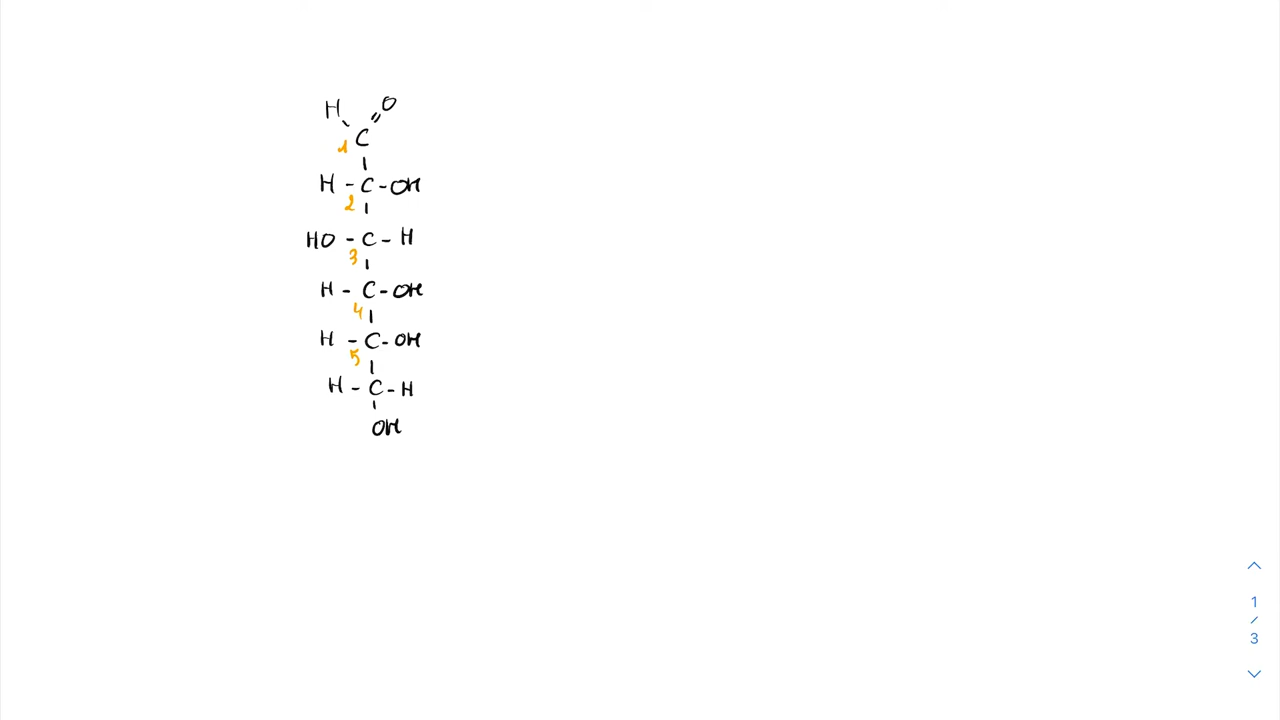 H O
1 C
H - C - OH
2
HO - C - H
3
H - C - OH
4
H - C - OH
5
H - C - H
OH
1
/
3